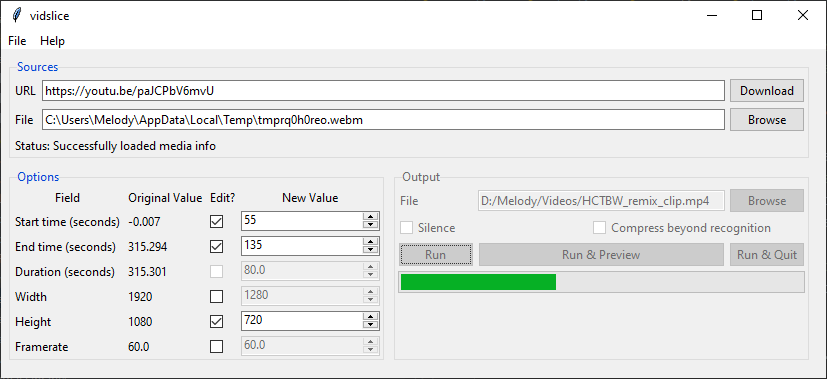 vidslice
File Help
Sources
URL https://youtu.be/paJCPbV6mvU Download
File C:\Users\Melody\AppData\Local\Temp\tmprq0h0reo.webm Browse
Status: Successfully loaded media info
Options
Field Original Value Edit? New Value
Start time (seconds) -0.007 55
End time (seconds) 315.294 135
Duration (seconds) 315.301 80.0
Width 1920 1280
Height 1080 720
Framerate 60.0 60.0
Output
File D:/Melody/Videos/HCTBW_remix_clip.mp4 Browse
Silence Compress beyond recognition
Run Run & Preview Run & Quit